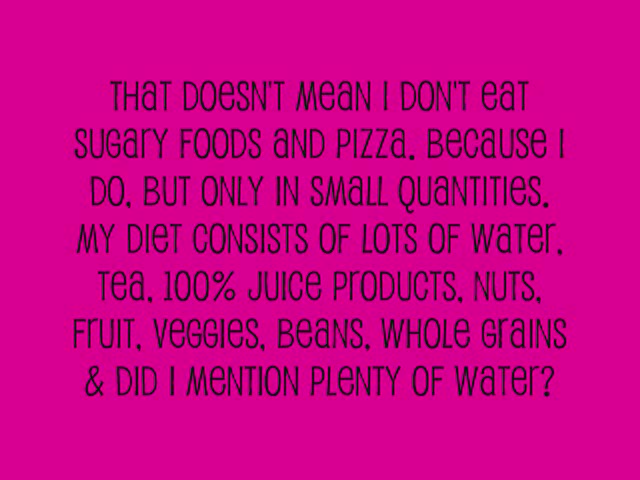 THAT DOESN'T MEAN I DON'T EAT
SUGARY FOODS AND PIZZA. BECAUSE I
DO, BUT ONLY IN SMALL QUANTITIES.
MY DIET CONSISTS OF LOTS OF WATER,
TEA, 100% JUICE PRODUCTS, NUTS,
FRUIT, VEGGIES, BEANS, WHOLE GRAINS
& DID I MENTION PLENTY OF WATER?